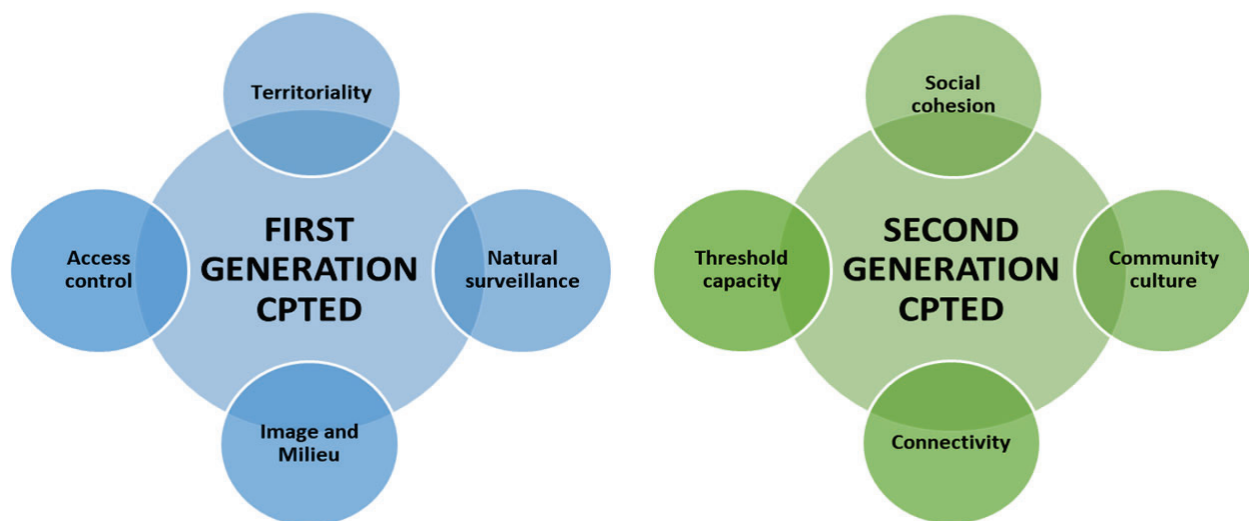 Territoriality
Access
control
FIRST
GENERATION
CPTED
Natural
surveillance
Image and
Milieu
Social
cohesion
Threshold
capacity
SECOND
GENERATION
CPTED
Community
culture
Connectivity